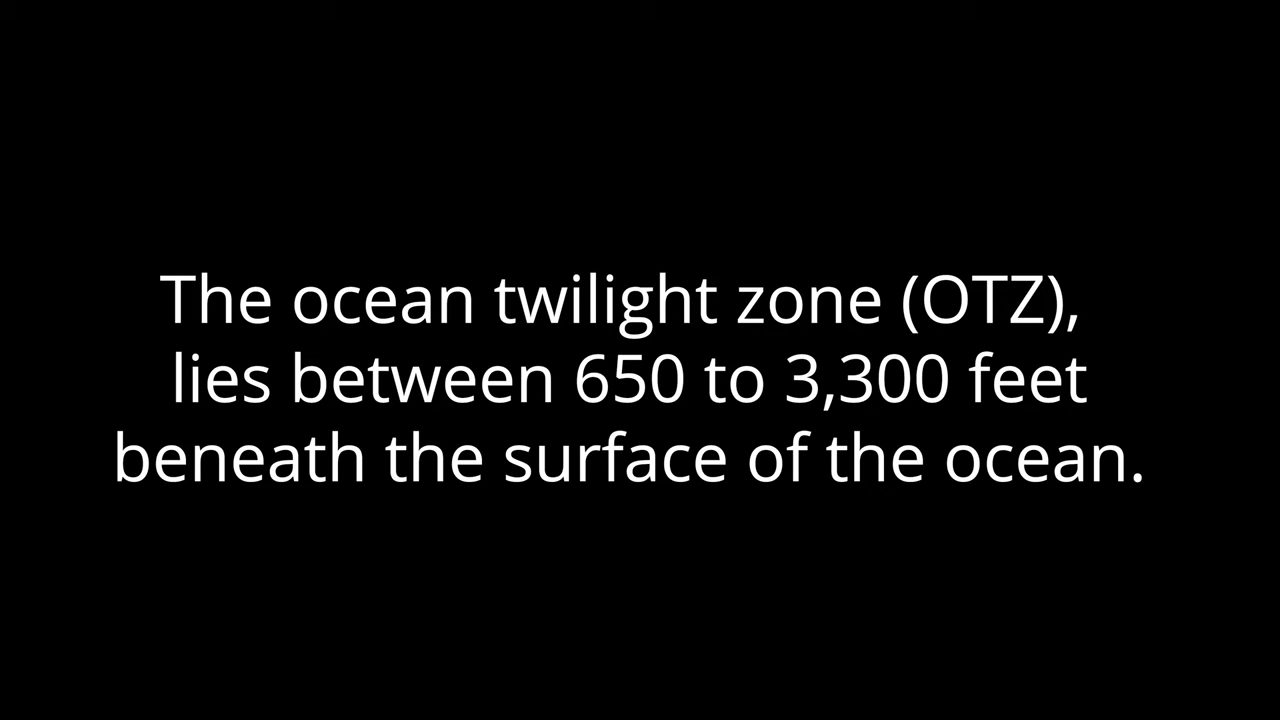 The ocean twilight zone (OTZ),
lies between 650 to 3,300 feet
beneath the surface of the ocean.